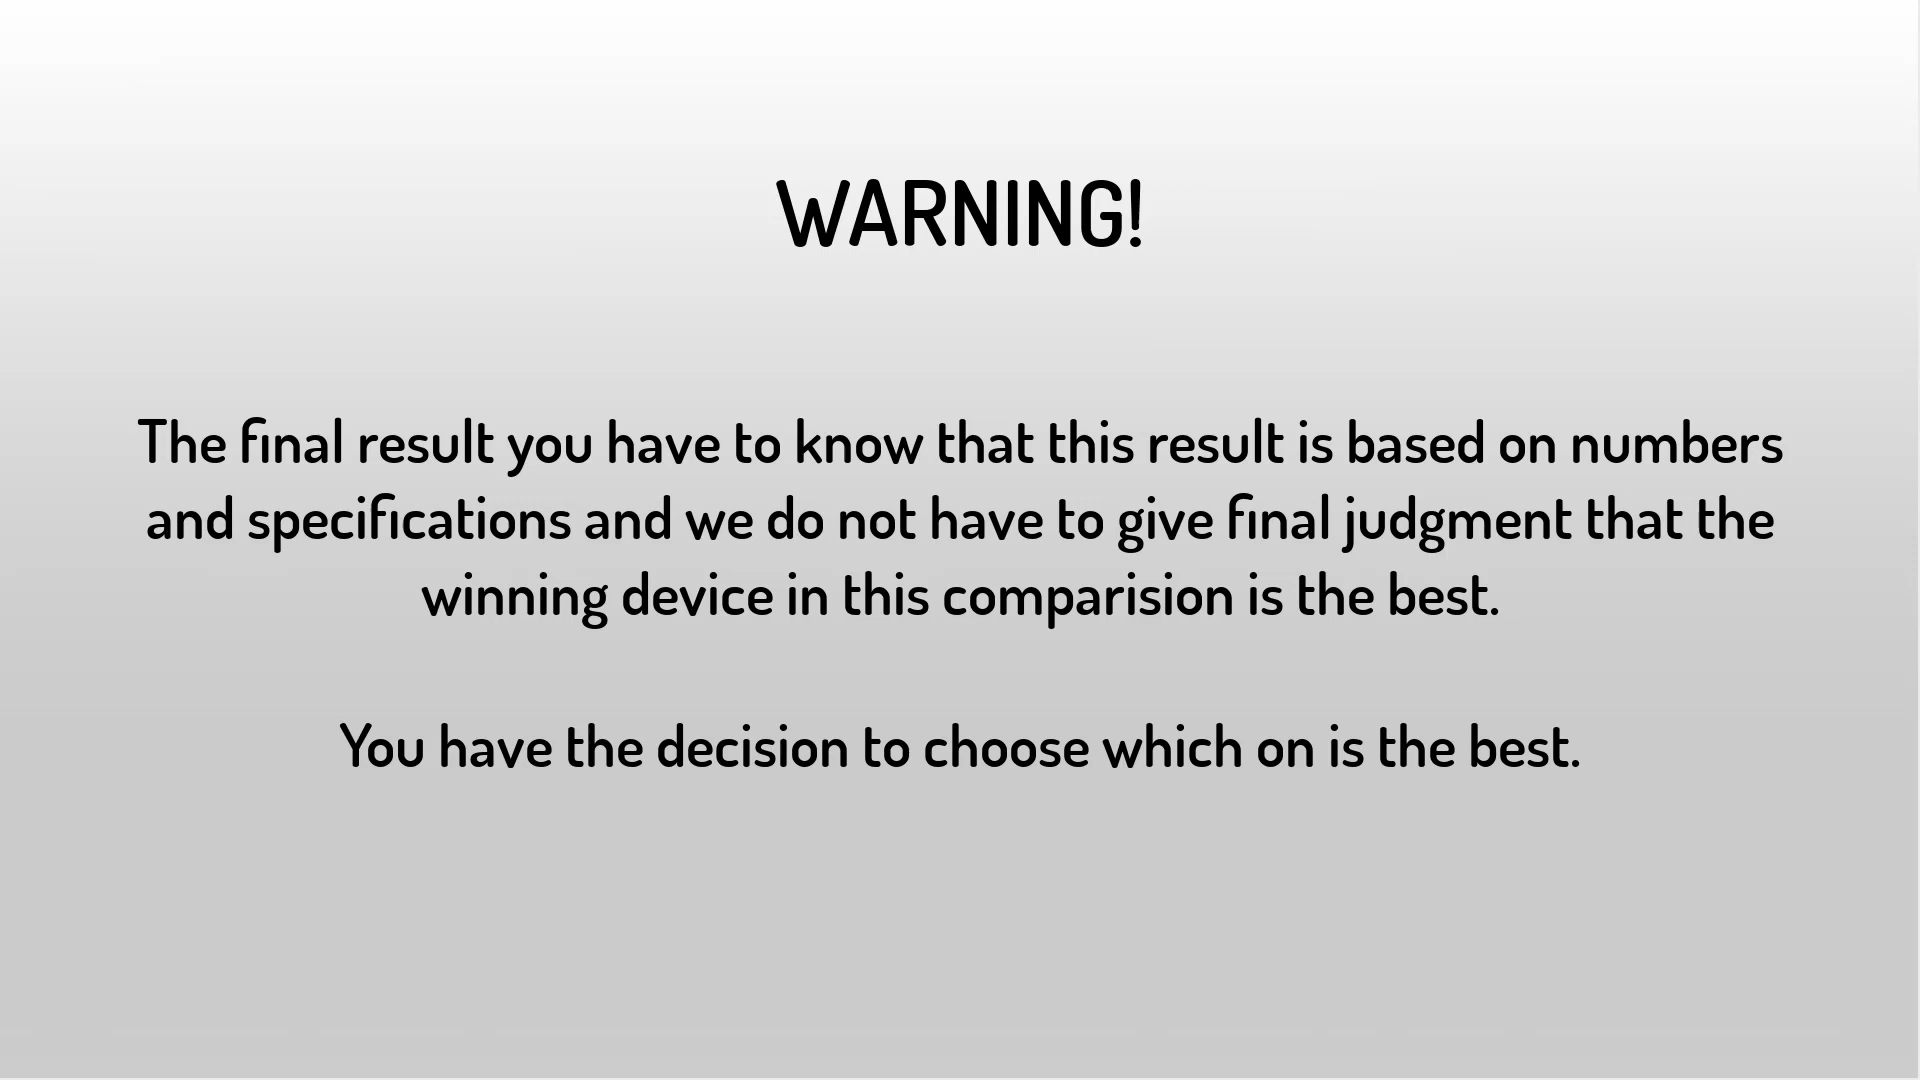 WARNING!
The final result you have to know that this result is based on numbers
and specifications and we do not have to give final judgment that the
winning device in this comparision is the best.
You have the decision to choose which on is the best.